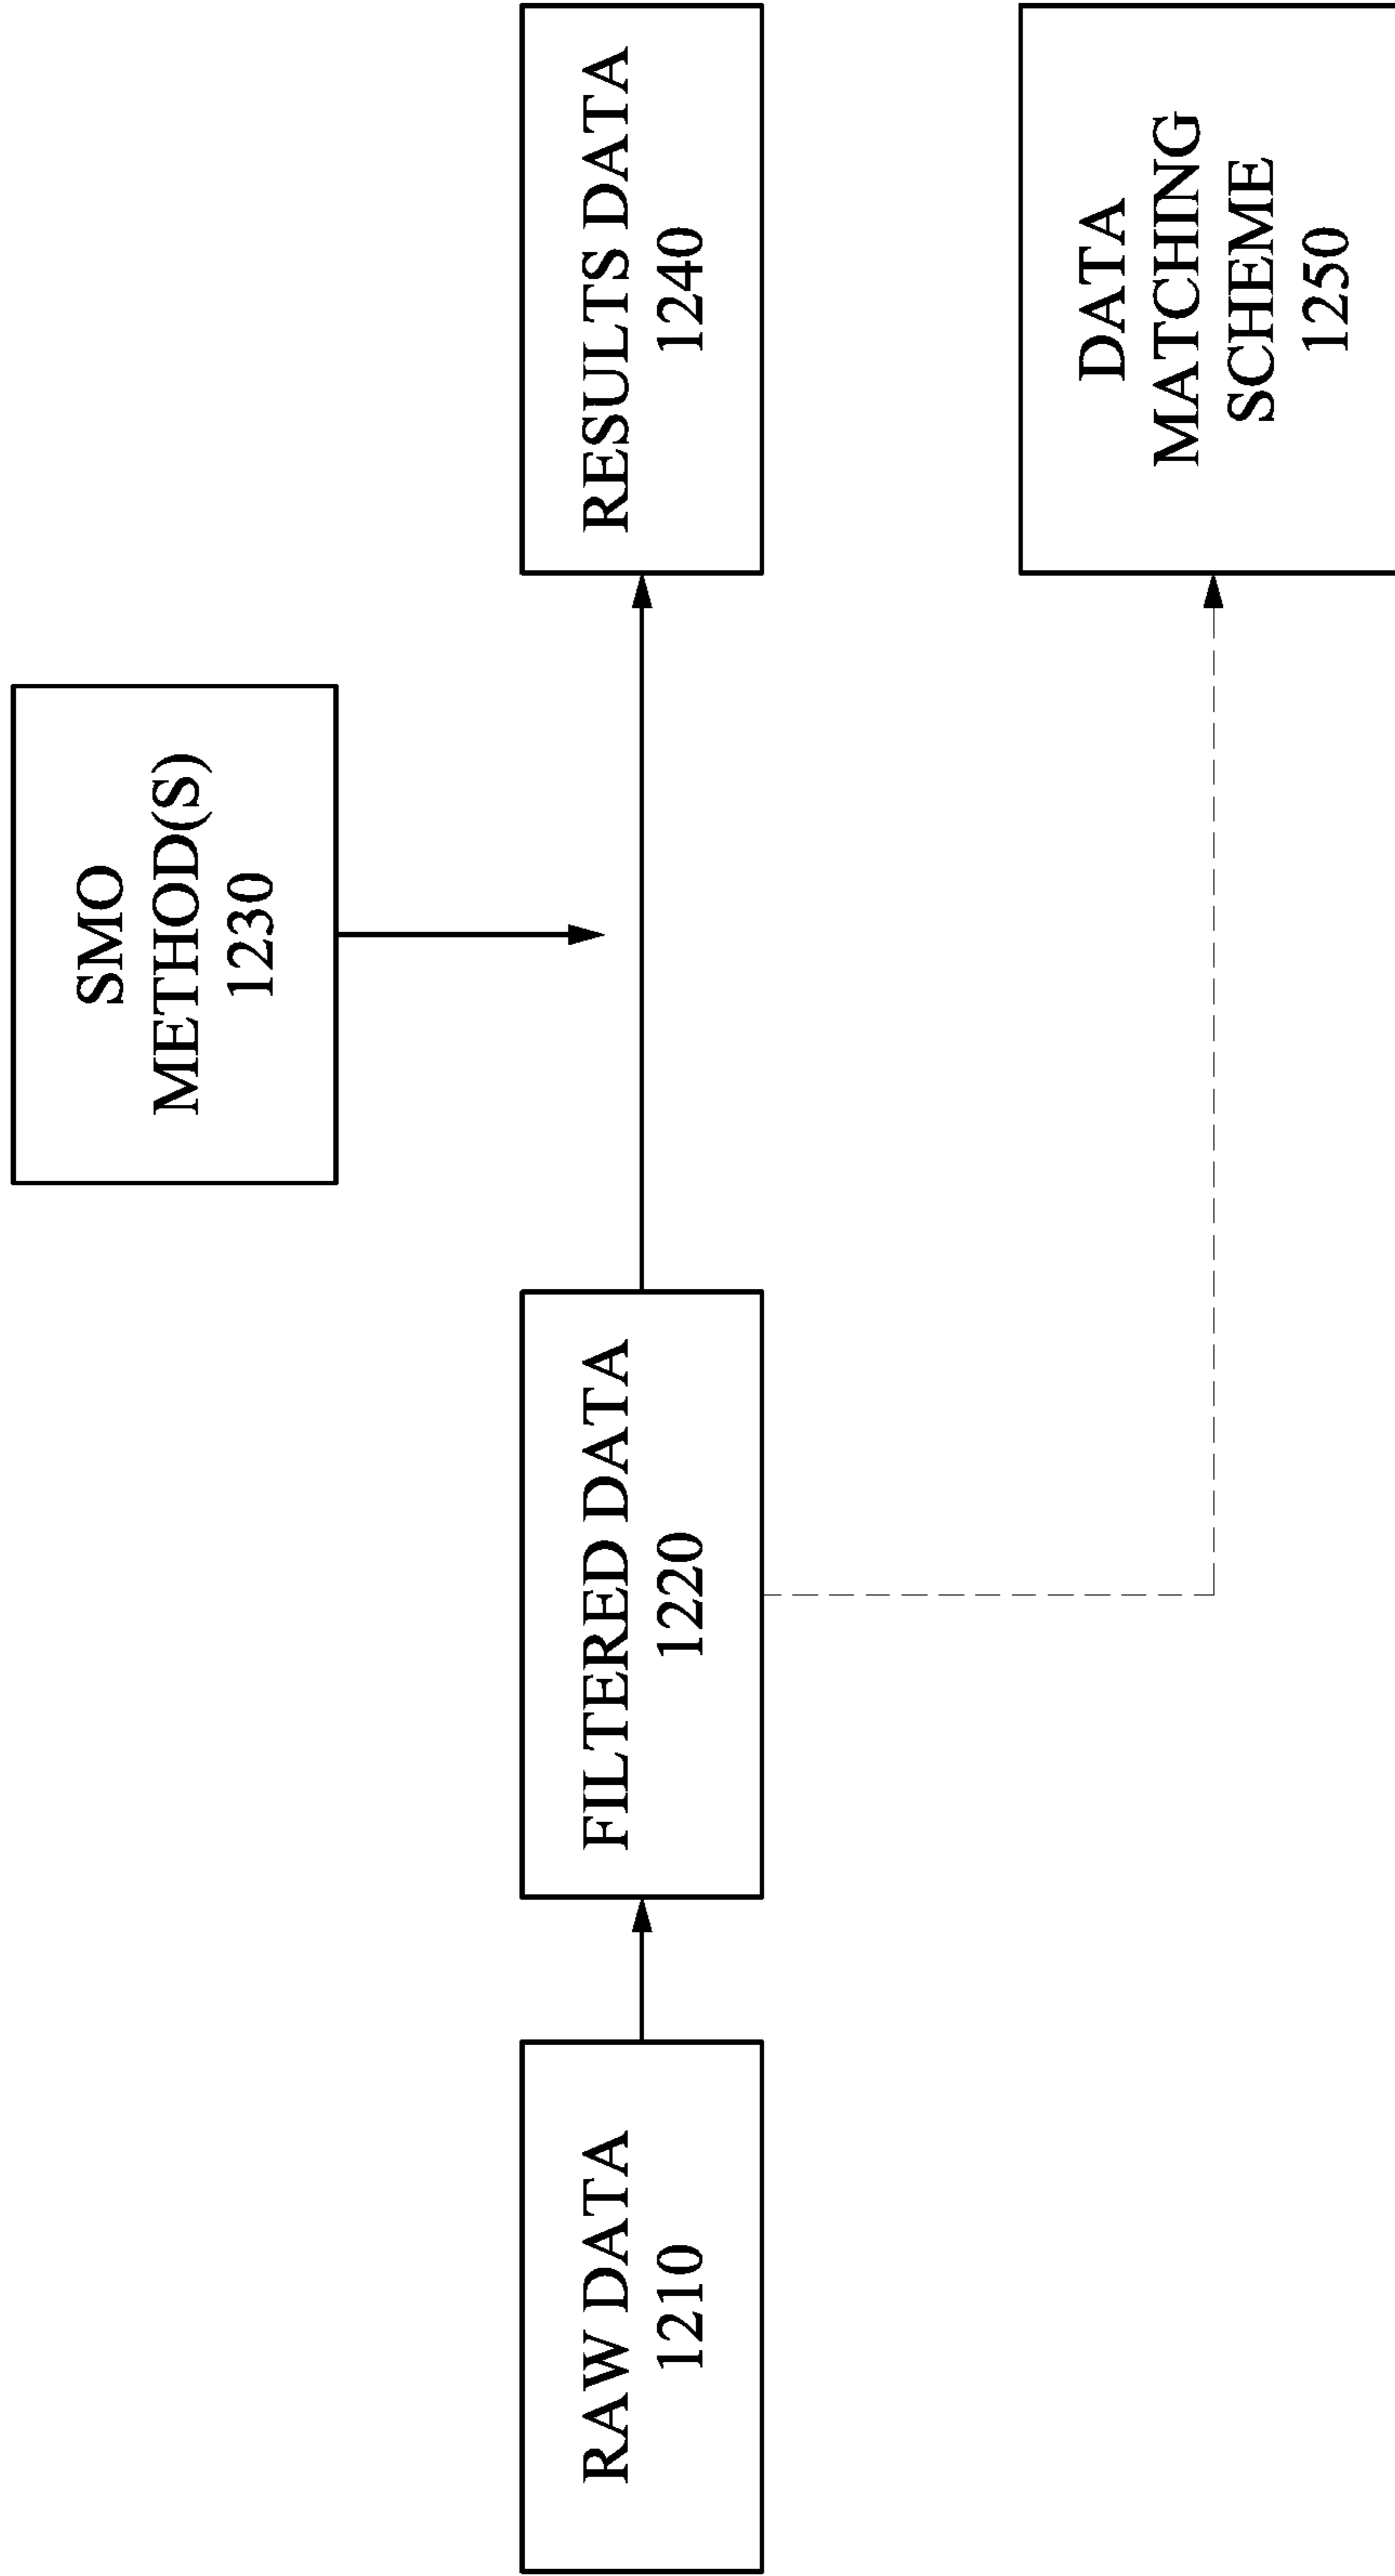 SMO
METHOD(S)
1230
RAW DATA
1210
FILTERED DATA
1220
RESULTS DATA
1240
DATA
MATCHING
SCHEME
1250